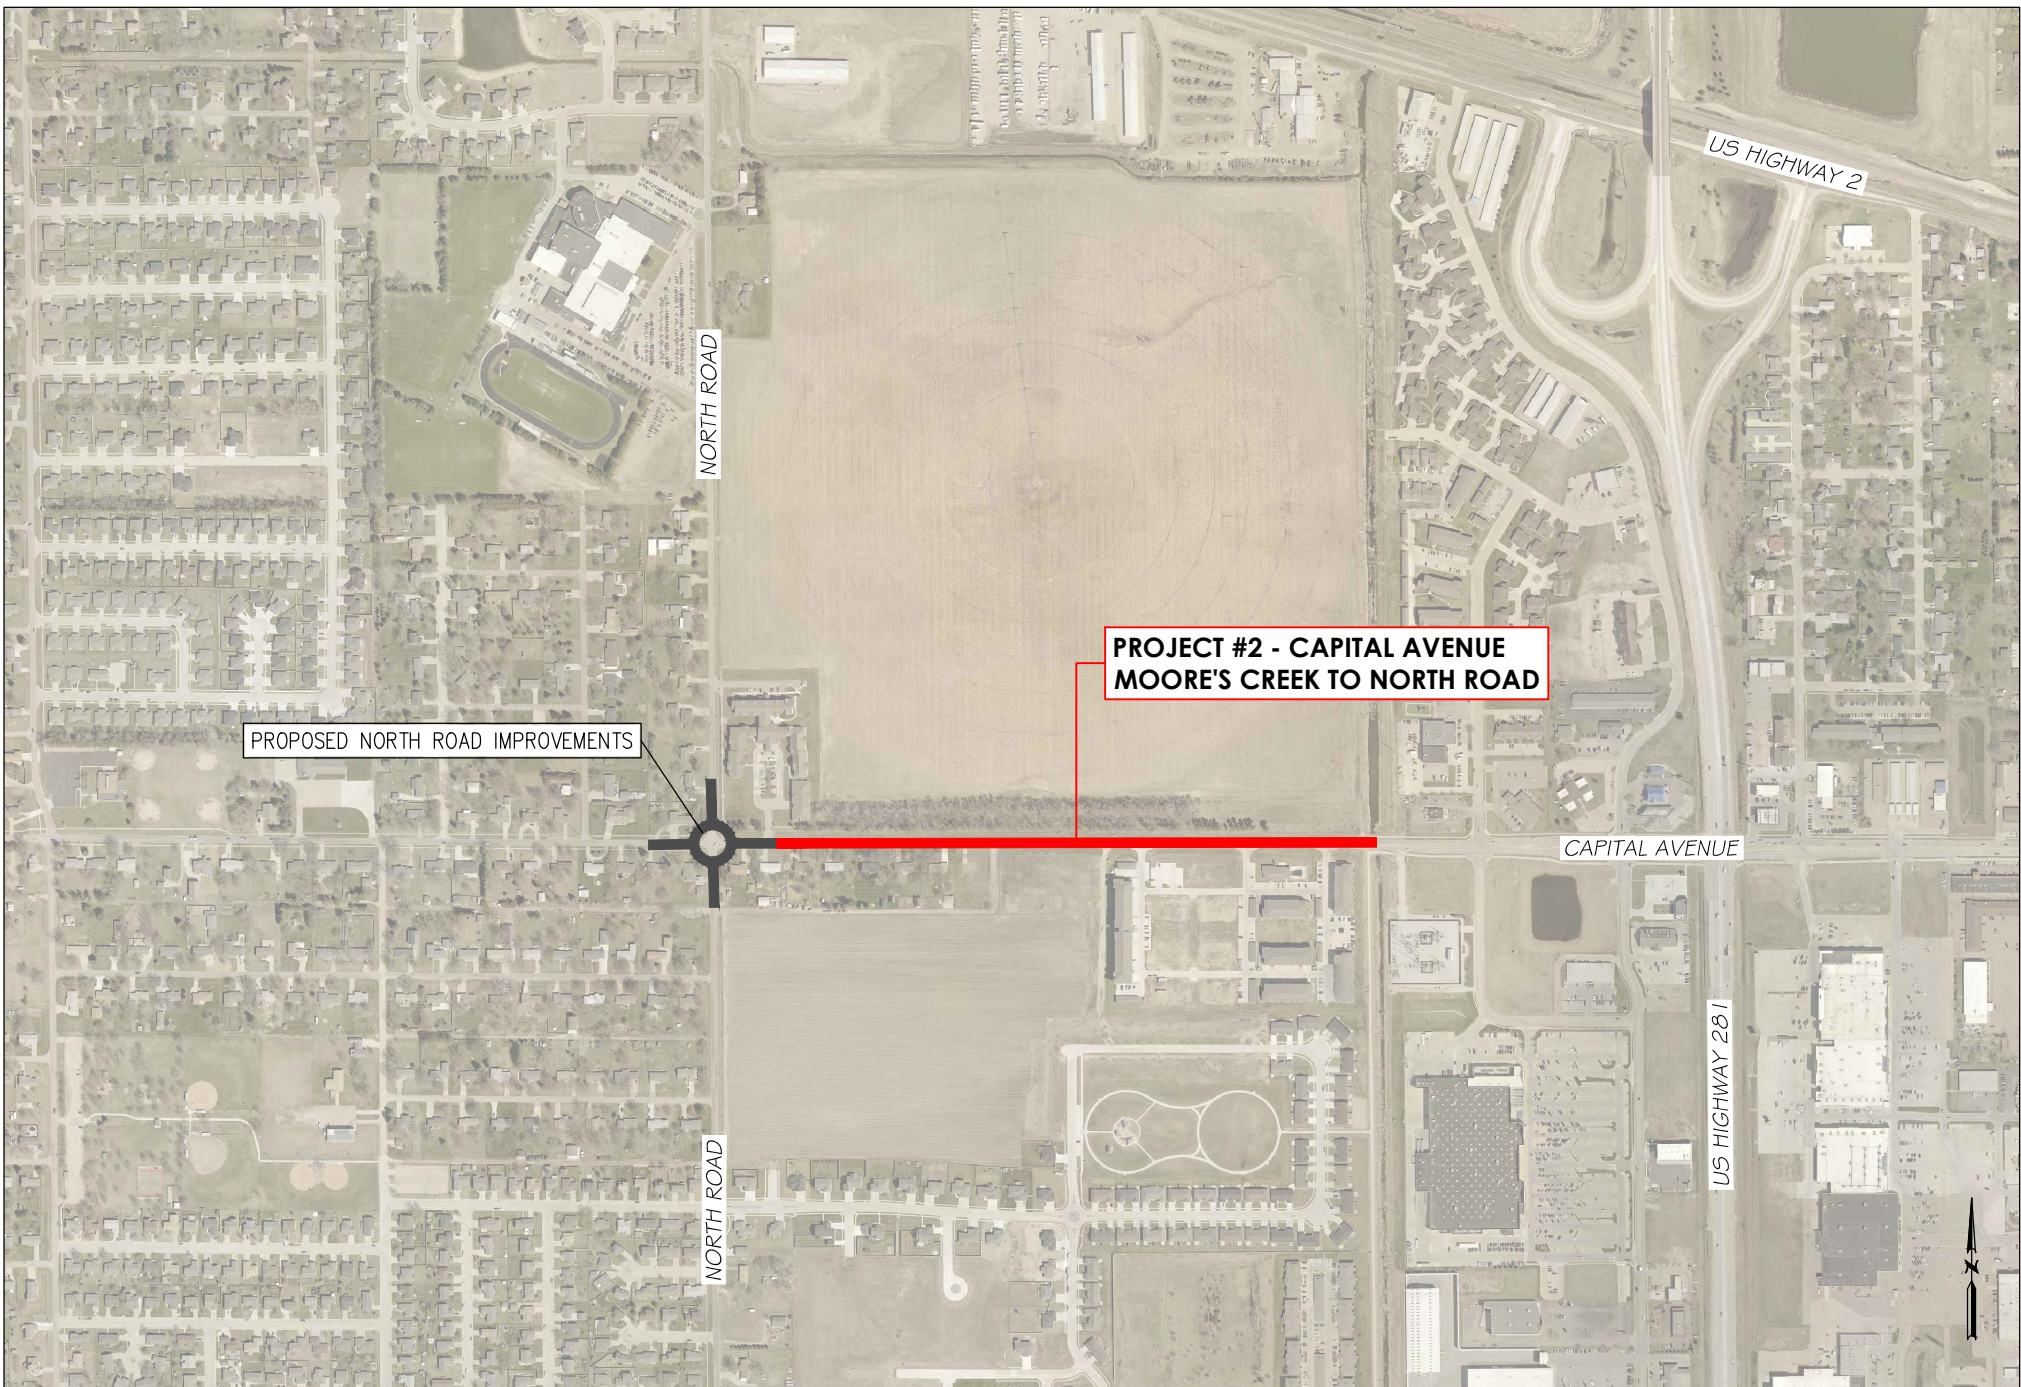 US HIGHWAY 2
NORTH ROAD
PROJECT #2 - CAPITAL AVENUE
MOORE'S CREEK TO NORTH ROAD
PROPOSED NORTH ROAD IMPROVEMENTS
CAPITAL AVENUE
US HIGHWAY 281
NORTH ROAD
N